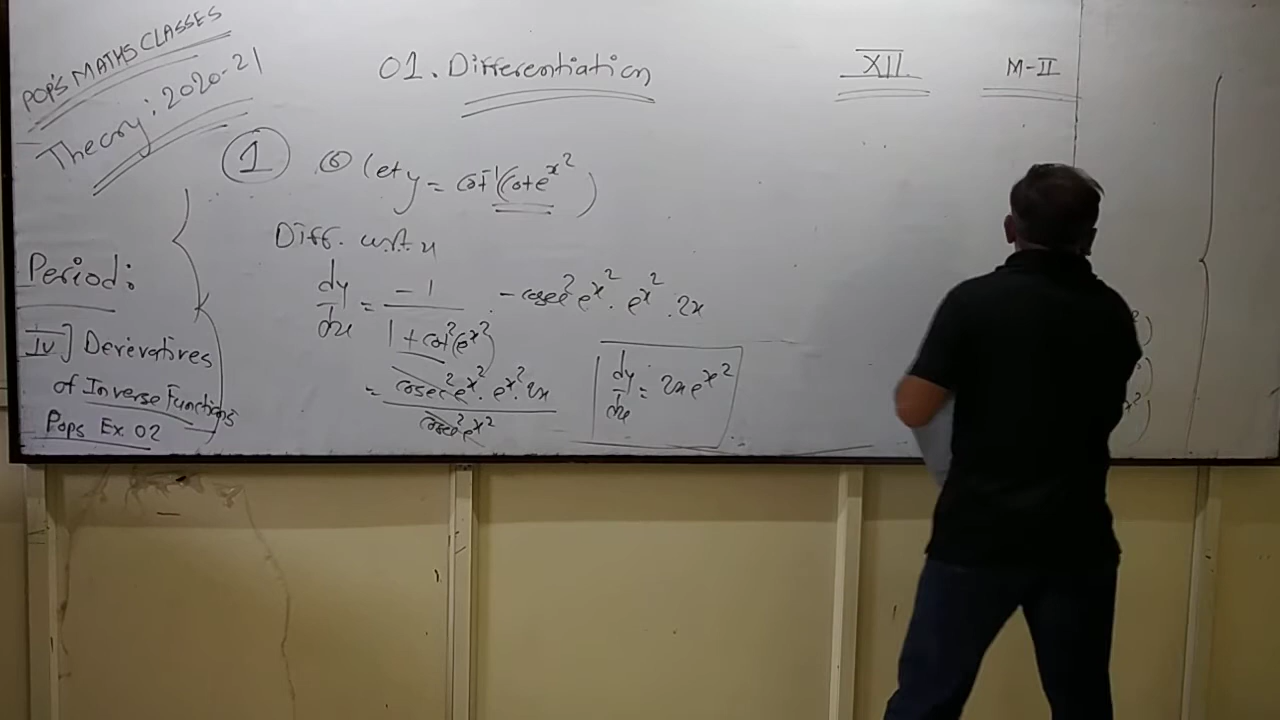 POP'S MATHS CLASSES
Theory: 2020-21
01. Differentiation
XII
M-II
1 ⑥ let y = cot⁻¹(cot e^x²)
Diff. w.r.t. x
dy/dx = -1/(1+cot²(e^x²)) . -cosec² e^x² . e^x² . 2x
= cosec² e^x² . e^x² . 2x / cosec² e^x²
dy/dx = 2x e^x²
Period:
IV] Derevatives
of Inverse Functions
Pops Ex 02